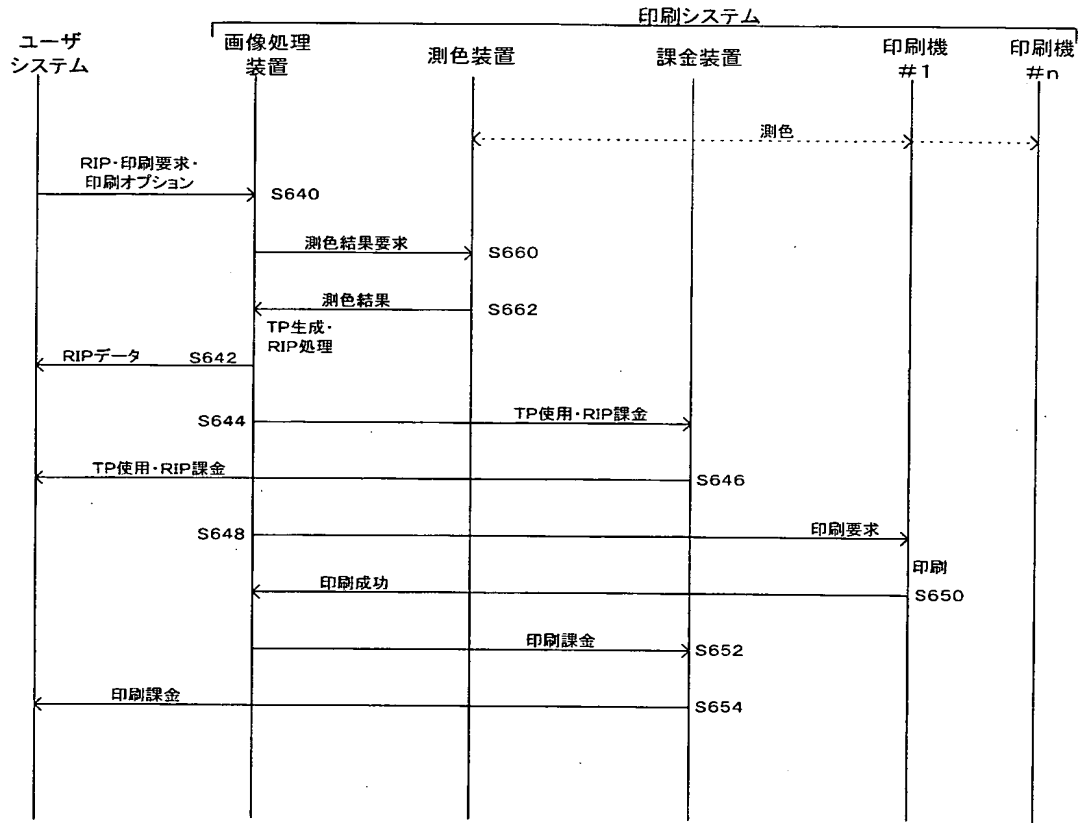 印刷システム
ユーザ
システム
画像処理
装置
測色装置
課金装置
印刷機
#1
印刷機
#n
測色
RIP・印刷要求・
印刷オプション
S640
測色結果要求
S660
測色結果
S662
TP生成・
RIP処理
RIPデータ
S642
S644
TP使用・RIP課金
TP使用・RIP課金
S646
S648
印刷要求
印刷
印刷成功
S650
印刷課金
S652
印刷課金
S654